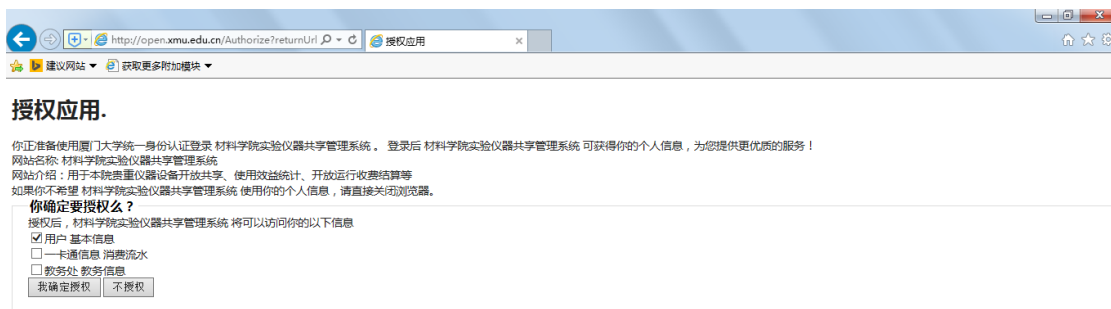 http://open.xmu.edu.cn/Authorize?returnUrl
授权应用
建议网站
获取更多附加模块
授权应用.
你正准备使用厦门大学统一身份认证登录 材料学院实验仪器共享管理系统 。 登录后 材料学院实验仪器共享管理系统 可获得你的个人信息，为您提供更优质的服务！
网站名称: 材料学院实验仪器共享管理系统
网站介绍：用于本院贵重仪器设备开放共享、使用效益统计、开放运行收费结算等
如果你不希望 材料学院实验仪器共享管理系统 使用你的个人信息，请直接关闭浏览器。
你确定要授权么？
授权后，材料学院实验仪器共享管理系统 将可以访问你的以下信息
用户 基本信息
一卡通信息 消费流水
教务处 教务信息
我确定授权 不授权